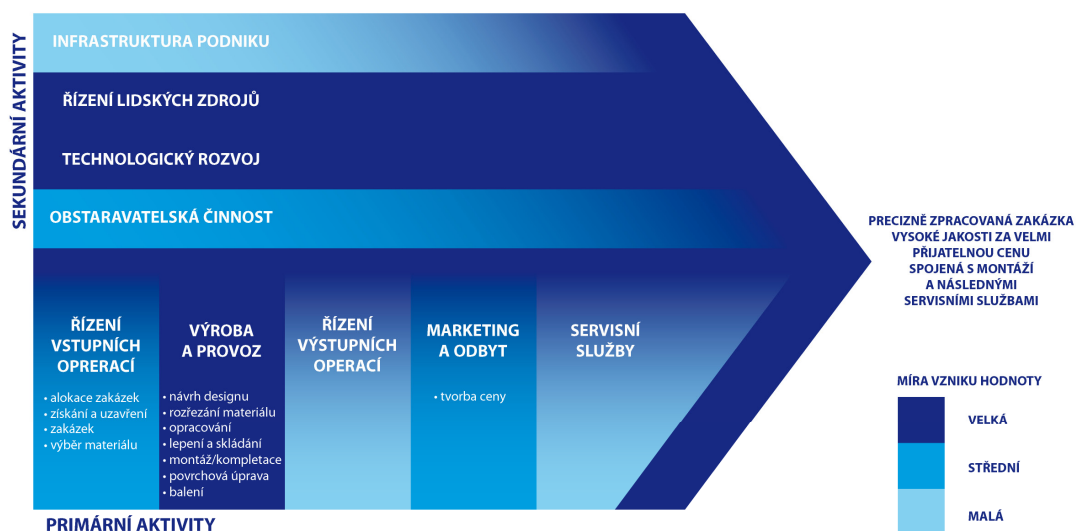 SEKUNDÁRNÍ AKTIVITY
INFRASTRUKTURA PODNIKU
ŘÍZENÍ LIDSKÝCH ZDROJŮ
TECHNOLOGICKÝ ROZVOJ
OBSTARAVATELSKÁ ČINNOST
ŘÍZENÍ
VSTUPNÍCH
OPRERACÍ
• alokace zakázek
• získání a uzavření
• zakázek
• výběr materiálu
VÝROBA
A PROVOZ
• návrh designu
• rozřezání materiálu
• opracování
• lepení a skládání
• montáž/kompletace
• povrchová úprava
• balení
ŘÍZENÍ
VÝSTUPNÍCH
OPERACÍ
MARKETING
A ODBYT
• tvorba ceny
SERVISNÍ
SLUŽBY
PRIMÁRNÍ AKTIVITY
PRECIZNĚ ZPRACOVANÁ ZAKÁZKA
VYSOKÉ JAKOSTI ZA VELMI
PŘIJATELNOU CENU
SPOJENÁ S MONTÁŽÍ
A NÁSLEDNÝMI
SERVISNÍMI SLUŽBAMI
MÍRA VZNIKU HODNOTY
VELKÁ
STŘEDNÍ
MALÁ